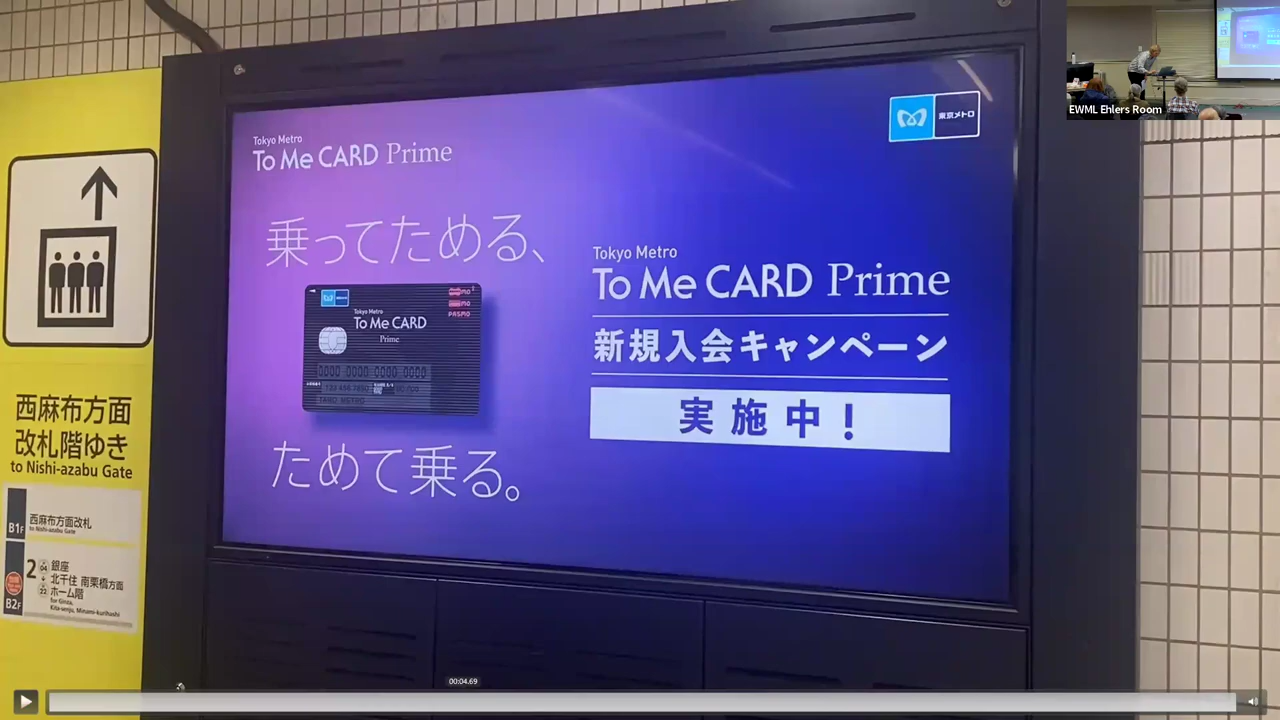 EWML Ehlers Room
東京メトロ
Tokyo Metro
To Me CARD Prime
乗ってためる、
Tokyo Metro
To Me CARD
Prime
PASMO
0000 0000 0000 0000
ためて乗る。
Tokyo Metro
To Me CARD Prime
新規入会キャンペーン
実施中!
西麻布方面
改札階ゆき
to Nishi-azabu Gate
B1F
西麻布方面改札
to Nishi-azabu Gate
B2F
2
銀座
北千住 南栗橋方面
ホーム階
for Ginza,
Kita-senju, Minami-kurihashi
00:04.69